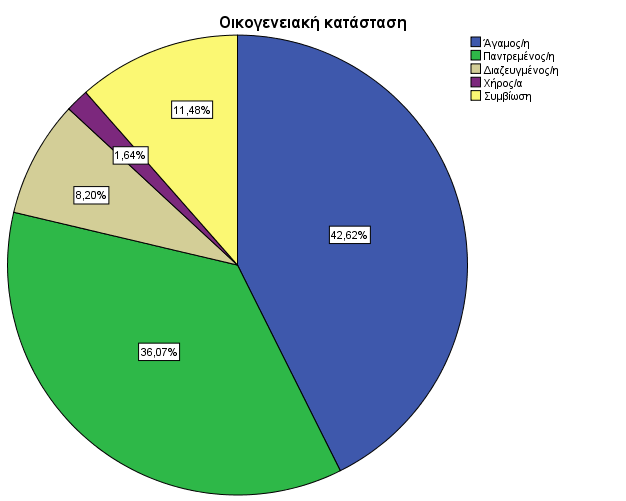 Οικογενειακή κατάσταση
Άγαμος/η
Παντρεμένος/η
Διαζευγμένος/η
Χήρος/α
Συμβίωση
11,48%
1,64%
8,20%
42,62%
36,07%